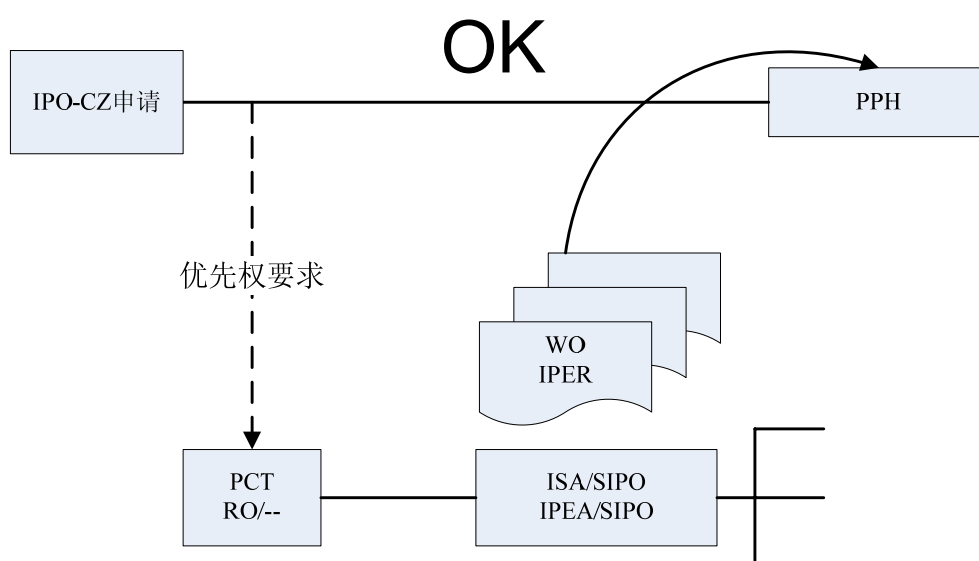 OK
IPO-CZ申请
PPH
优先权要求
WO
IPER
PCT
RO/--
ISA/SIPO
IPEA/SIPO